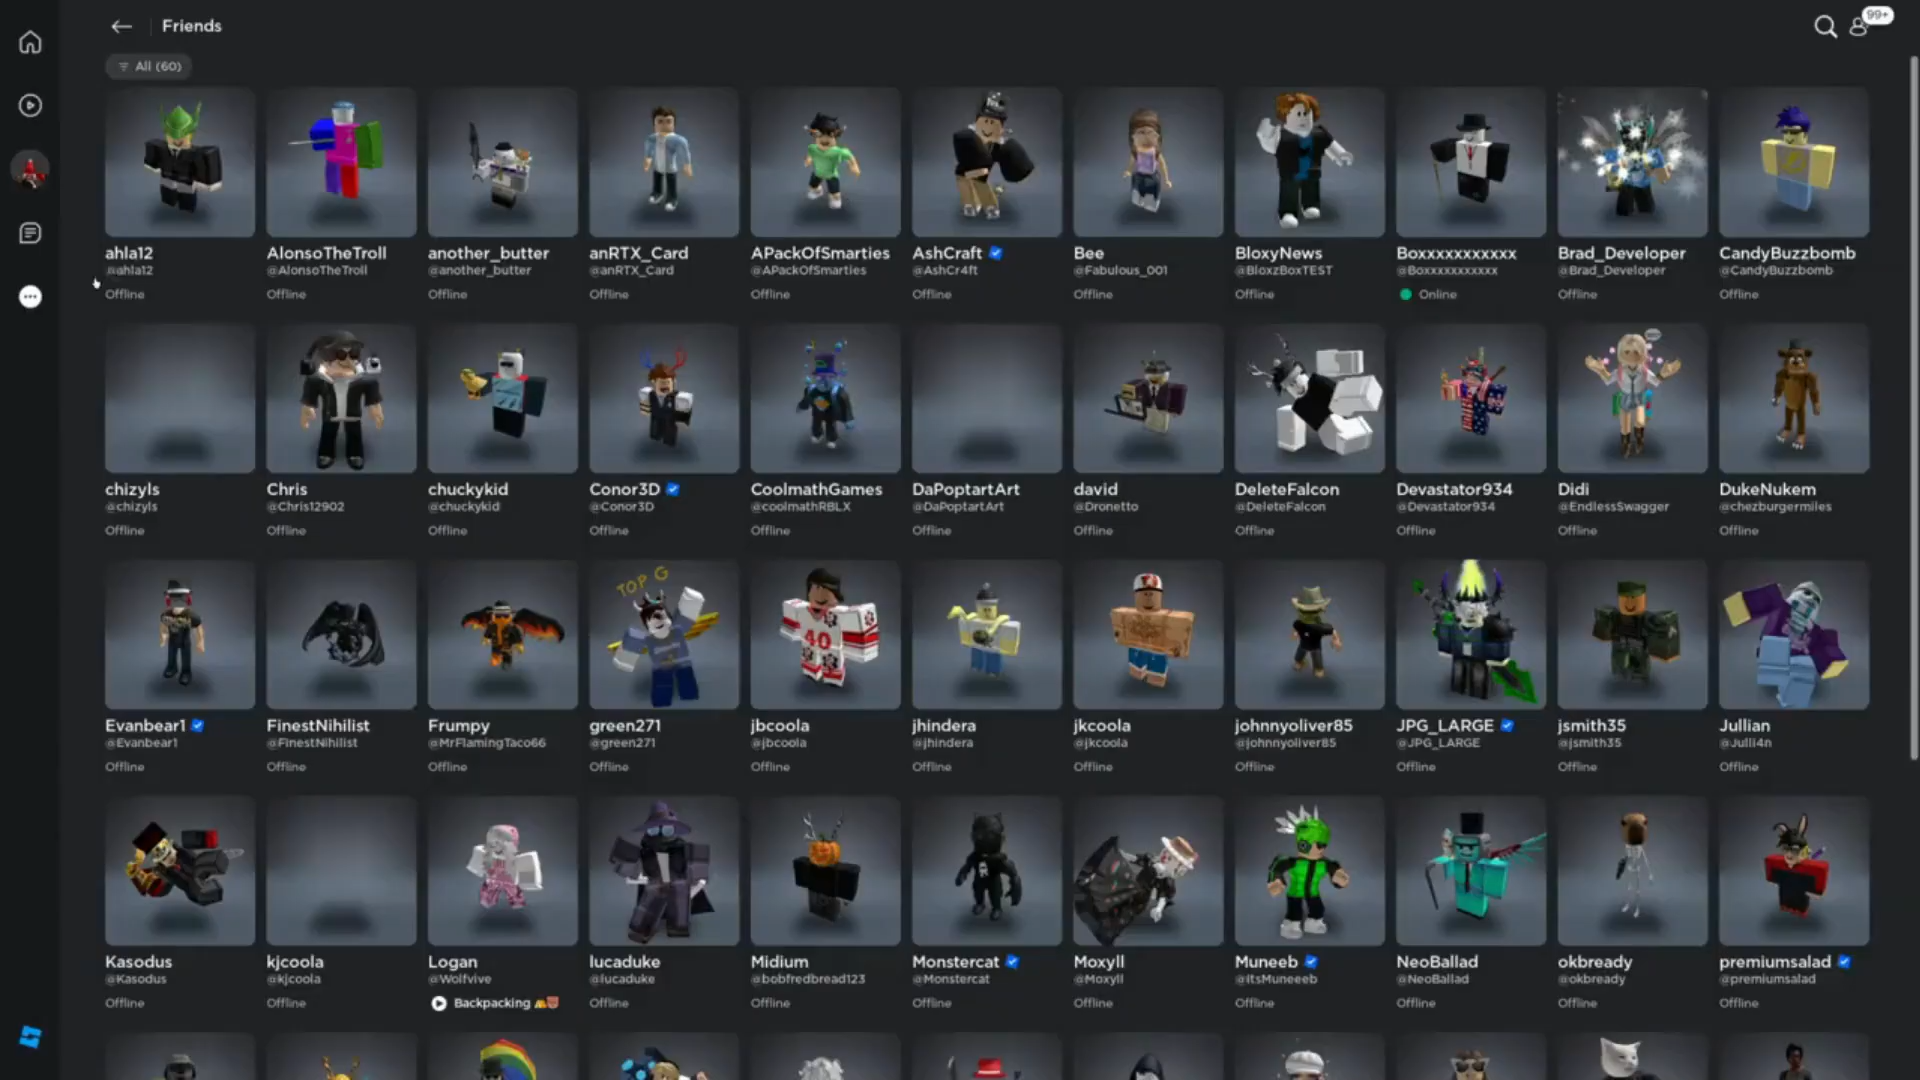 Friends
99+
All (60)
ahla12
AlonsoTheTroll
another_butter
anRTX_Card
APackOfSmarties
AshCraft
Bee
BloxyNews
Boxxxxxxxxxxx
Brad_Developer
CandyBuzzbomb
@ahla12
@AlonsoTheTroll
@another_butter
@anRTX_Card
@APackOfSmarties
@AshCr4ft
@Fabulous_001
@BloxzBoxTEST
@Boxxxxxxxxxxx
@Brad_Developer
@CandyBuzzbomb
Offline
Offline
Offline
Offline
Offline
Offline
Offline
Offline
Online
Offline
Offline
chizyls
Chris
chuckykid
Conor3D
CoolmathGames
DaPoptartArt
david
DeleteFalcon
Devastator934
Didi
DukeNukem
@chizyls
@Chris12902
@chuckykid
@Conor3D
@coolmathRBLX
@DaPoptartArt
@Dronetto
@DeleteFalcon
@Devastator934
@EndlessSwagger
@chezburgermiles
Offline
Offline
Offline
Offline
Offline
Offline
Offline
Offline
Offline
Offline
Offline
TOP G
40
Evanbear1
FinestNihilist
Frumpy
green271
jbcoola
jhindera
jkcoola
johnnyoliver85
JPG_LARGE
jsmith35
Jullian
@Evanbear1
@FinestNihilist
@MrFlamingTaco66
@green271
@jbcoola
@jhindera
@jkcoola
@johnnyoliver85
@JPG_LARGE
@jsmith35
@Julli4n
Offline
Offline
Offline
Offline
Offline
Offline
Offline
Offline
Offline
Offline
Offline
Kasodus
kjcoola
Logan
lucaduke
Midium
Monstercat
Moxyll
Muneeb
NeoBallad
okbready
premiumsalad
@Kasodus
@kjcoola
@Wolfvive
@lucaduke
@bobfredbread123
@Monstercat
@Moxyll
@ItsMuneeeb
@NeoBallad
@okbready
@premiumsalad
Offline
Offline
Backpacking
Offline
Offline
Offline
Offline
Offline
Offline
Offline
Offline